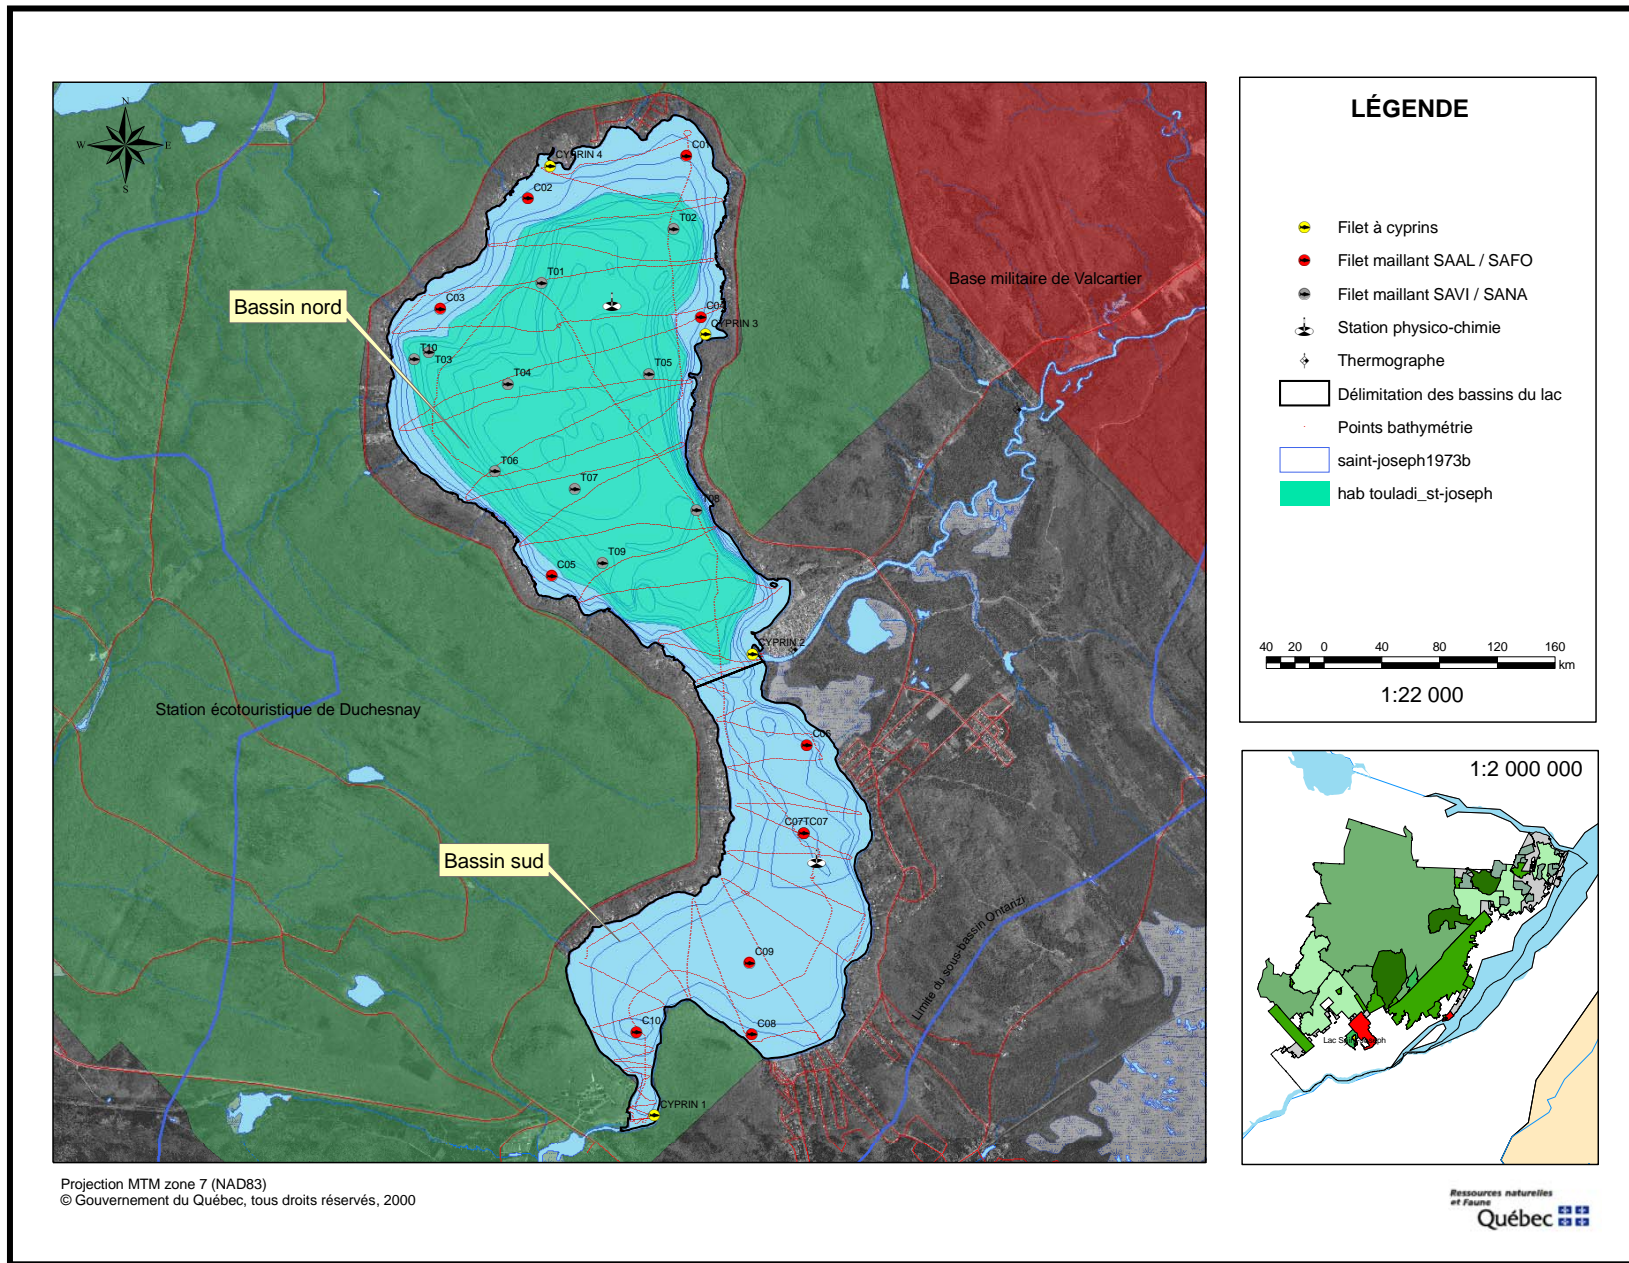 N
W
E
S
CYPRIN 4
C01
C02
T02
T01
C03
C04
CYPRIN 3
T10
T03
T04
T05
T06
T07
T08
T09
C05
CYPRIN 2
C06
C07TC07
C09
C10
C08
CYPRIN 1
Bassin nord
Bassin sud
Base militaire de Valcartier
Station écotouristique de Duchesnay
Limite du sous-bassin Ontaritzi
LÉGENDE
Filet à cyprins
Filet maillant SAAL / SAFO
Filet maillant SAVI / SANA
Station physico-chimie
Thermographe
Délimitation des bassins du lac
Points bathymétrie
saint-joseph1973b
hab touladi_st-joseph
40 20 0 40 80 120 160
km
1:22 000
1:2 000 000
Projection MTM zone 7 (NAD83)
© Gouvernement du Québec, tous droits réservés, 2000
Ressources naturelles
et Faune
Québec